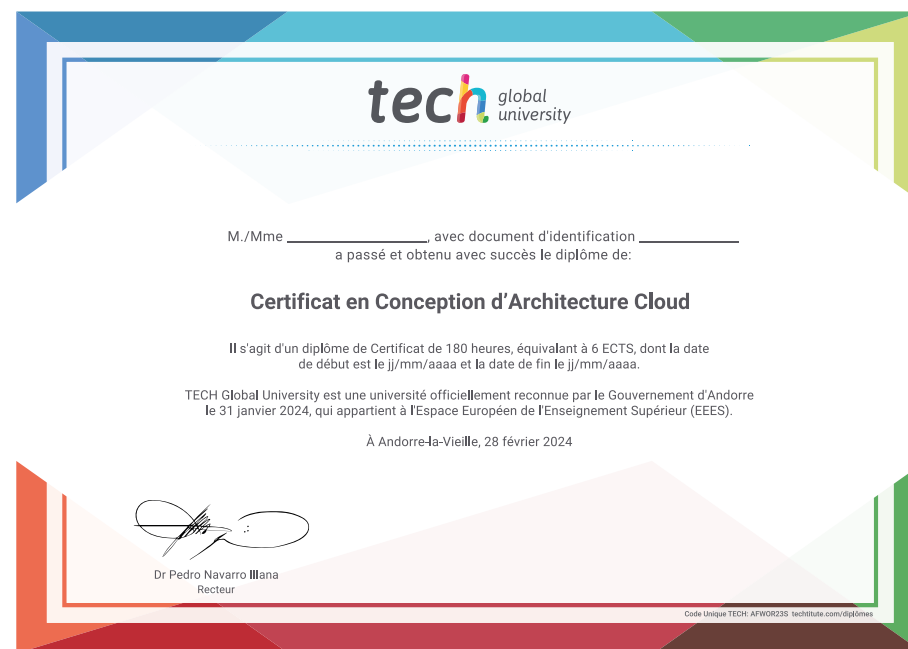 tech global university
M./Mme ____________, avec document d'identification ____________
a passé et obtenu avec succès le diplôme de:
Certificat en Conception d’Architecture Cloud
Il s'agit d'un diplôme de Certificat de 180 heures, équivalant à 6 ECTS, dont la date
de début est le jj/mm/aaaa et la date de fin le jj/mm/aaaa.
TECH Global University est une université officiellement reconnue par le Gouvernement d'Andorre
le 31 janvier 2024, qui appartient à l'Espace Européen de l'Enseignement Supérieur (EEES).
À Andorre-la-Vieille, 28 février 2024
Dr Pedro Navarro Illana
Recteur
Code Unique TECH: AFWOR23S techtitute.com/diplômes